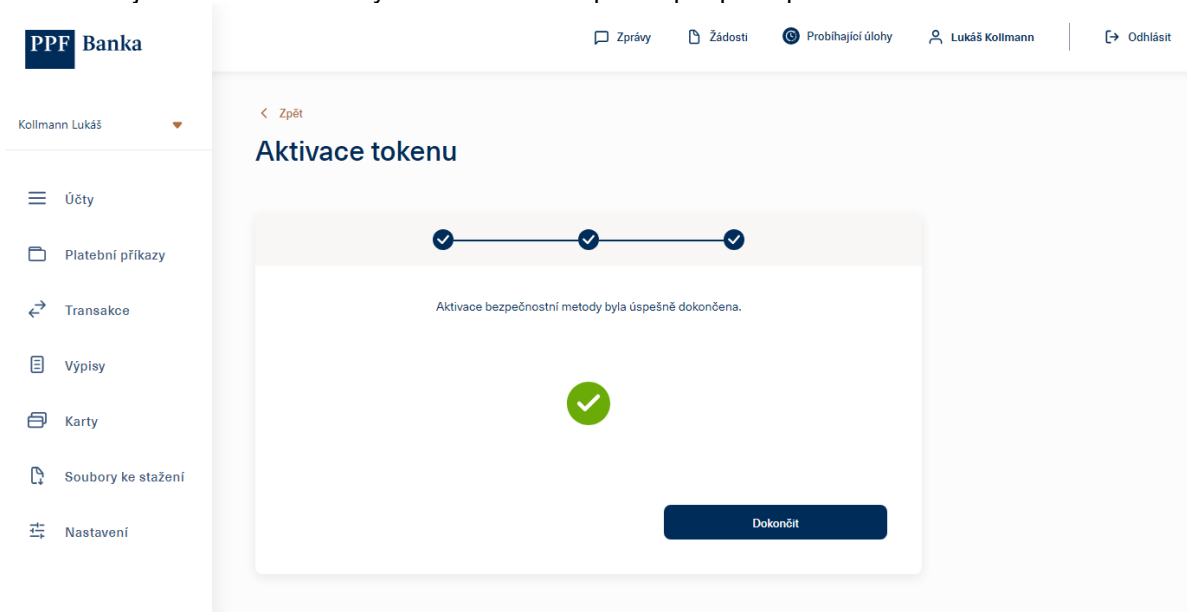 PPF Banka
Zprávy
Žádosti
Probíhající úlohy
Lukáš Kollmann
Odhlásit
Kollmann Lukáš
Zpět
Aktivace tokenu
Účty
Platební příkazy
Transakce
Výpisy
Karty
Soubory ke stažení
Nastavení
Aktivace bezpečnostní metody byla úspešně dokončena.
Dokončit